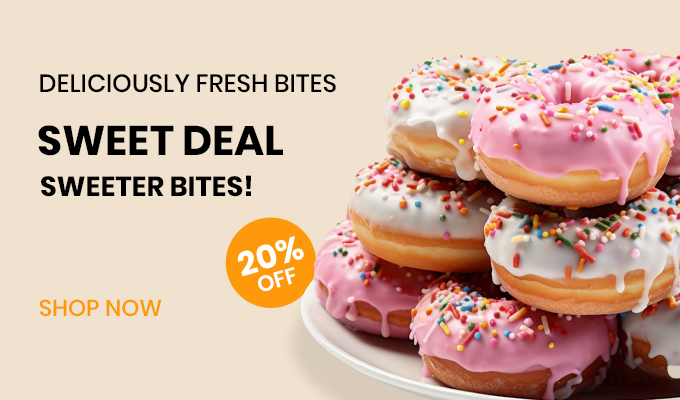 DELICIOUSLY FRESH BITES
SWEET DEAL
SWEETER BITES!
20%
OFF
SHOP NOW